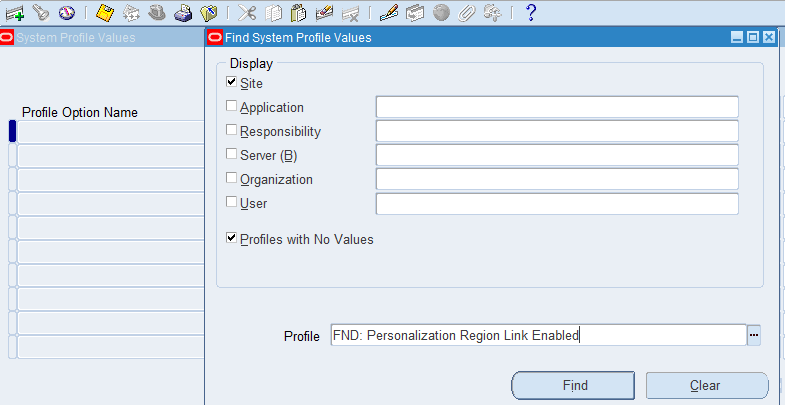 System Profile Values
Find System Profile Values
Display
Site
Profile Option Name
Application
Responsibility
Server (B)
Organization
User
Profiles with No Values
Profile FND: Personalization Region Link Enabled
Find Clear